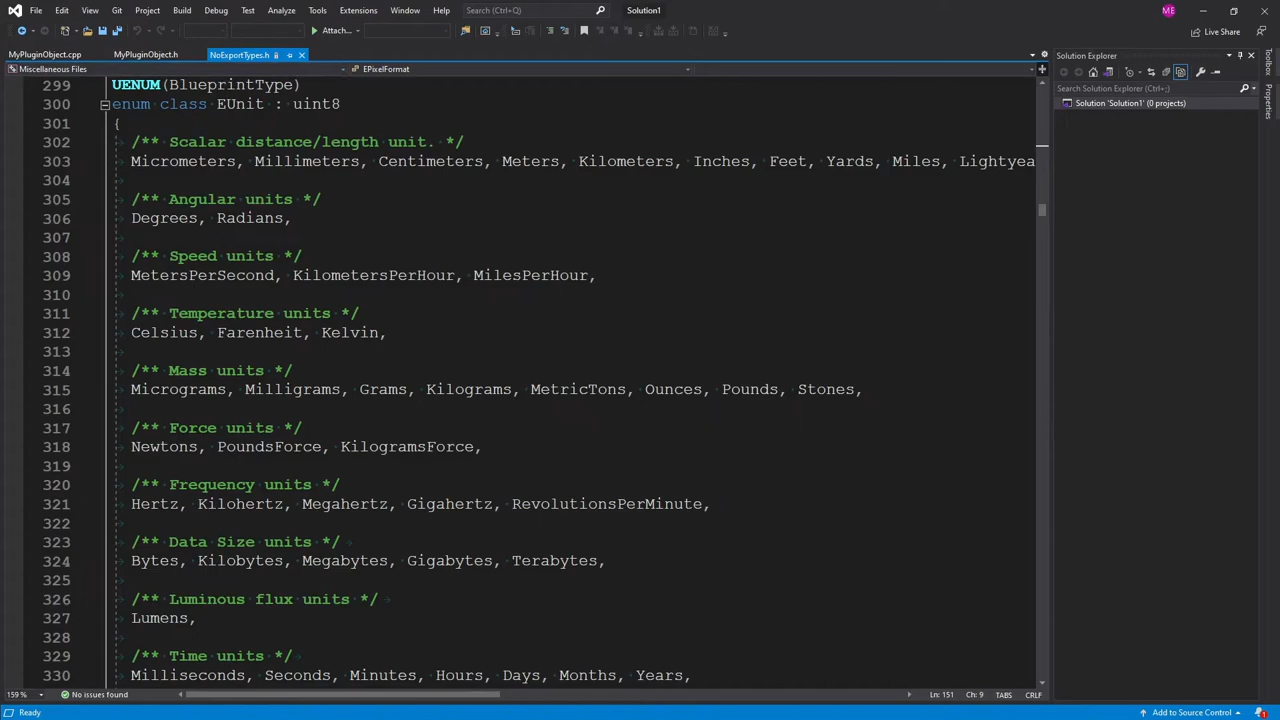 File Edit View Git Project Build Debug Test Analyze Tools Extensions Window Help Search (Ctrl+Q) Solution1 ME
Attach... Live Share
MyPluginObject.cpp MyPluginObject.h NoExportTypes.h Solution Explorer
Miscellaneous Files EPixelFormat
Search Solution Explorer (Ctrl+;)
Solution 'Solution1' (0 projects)
Toolbox
Properties
299 UENUM(BlueprintType)
300 enum class EUnit : uint8
301 {
302 /** Scalar distance/length unit. */
303 Micrometers, Millimeters, Centimeters, Meters, Kilometers, Inches, Feet, Yards, Miles, Lightyea
304
305 /** Angular units */
306 Degrees, Radians,
307
308 /** Speed units */
309 MetersPerSecond, KilometersPerHour, MilesPerHour,
310
311 /** Temperature units */
312 Celsius, Farenheit, Kelvin,
313
314 /** Mass units */
315 Micrograms, Milligrams, Grams, Kilograms, MetricTons, Ounces, Pounds, Stones,
316
317 /** Force units */
318 Newtons, PoundsForce, KilogramsForce,
319
320 /** Frequency units */
321 Hertz, Kilohertz, Megahertz, Gigahertz, RevolutionsPerMinute,
322
323 /** Data Size units */
324 Bytes, Kilobytes, Megabytes, Gigabytes, Terabytes,
325
326 /** Luminous flux units */
327 Lumens,
328
329 /** Time units */
330 Milliseconds, Seconds, Minutes, Hours, Days, Months, Years,
159 % No issues found Ln: 151 Ch: 9 TABS CRLF
Ready Add to Source Control 1